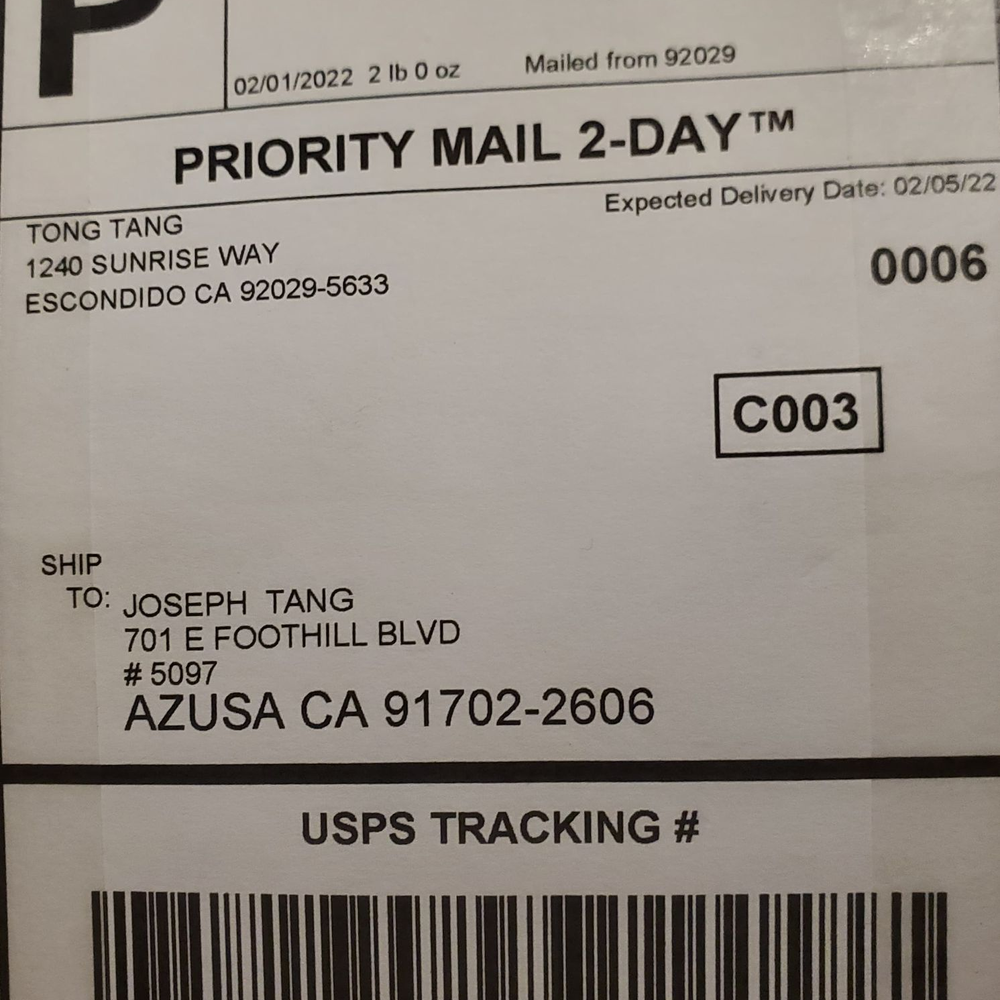 P
02/01/2022 2 lb 0 oz Mailed from 92029
PRIORITY MAIL 2-DAY™
Expected Delivery Date: 02/05/22
TONG TANG
1240 SUNRISE WAY
ESCONDIDO CA 92029-5633
0006
C003
SHIP
TO: JOSEPH TANG
701 E FOOTHILL BLVD
# 5097
AZUSA CA 91702-2606
USPS TRACKING #